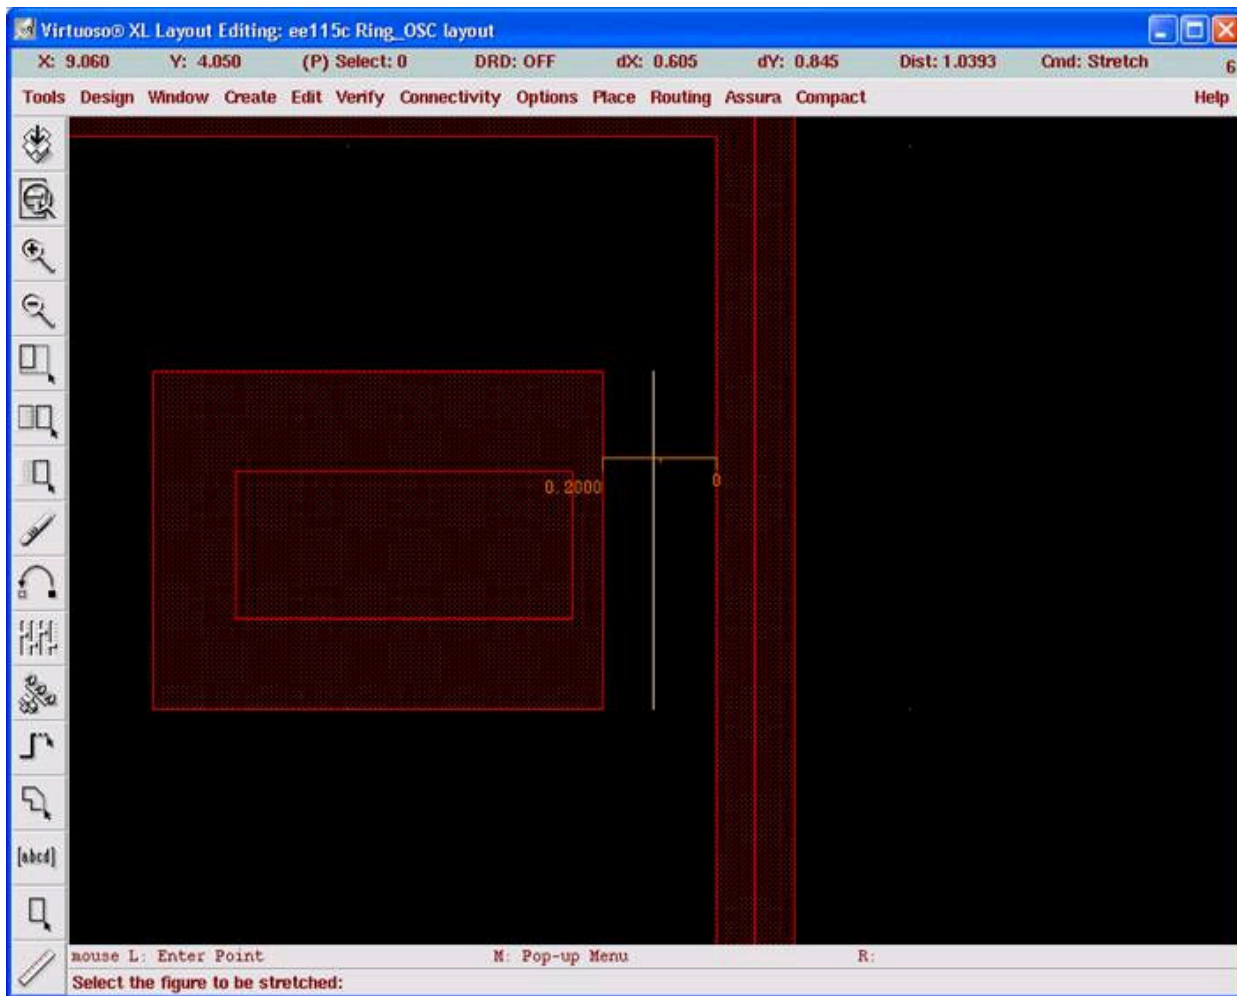 Virtuoso® XL Layout Editing: ee115c Ring_OSC layout
X: 9.060 Y: 4.050 (P) Select: 0 DRD: OFF dX: 0.605 dY: 0.845 Dist: 1.0393 Cmd: Stretch 6
Tools Design Window Create Edit Verify Connectivity Options Place Routing Assura Compact Help
0.2000 0
[abcd]
mouse L: Enter Point M: Pop-up Menu R:
Select the figure to be stretched: